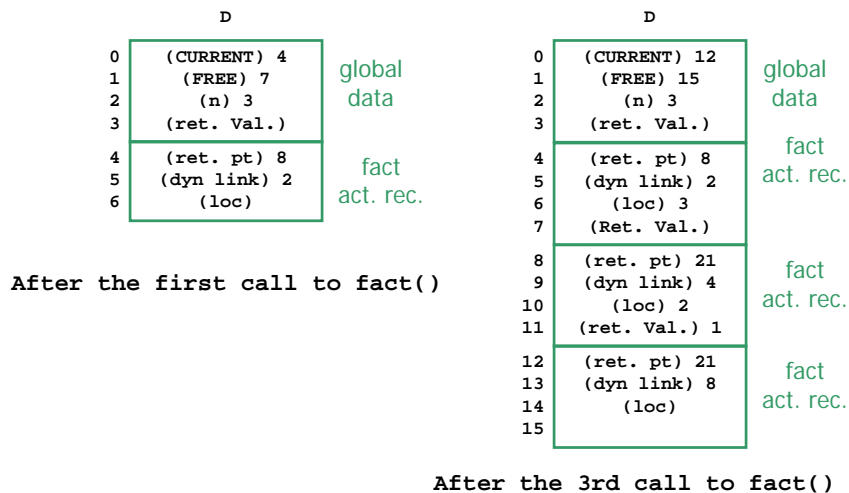 D
0 (CURRENT) 4
1 (FREE) 7
2 (n) 3
3 (ret. Val.)
global
data
4 (ret. pt) 8
5 (dyn link) 2
6 (loc)
fact
act. rec.
After the first call to fact()
D
0 (CURRENT) 12
1 (FREE) 15
2 (n) 3
3 (ret. Val.)
global
data
4 (ret. pt) 8
5 (dyn link) 2
6 (loc) 3
7 (Ret. Val.)
fact
act. rec.
8 (ret. pt) 21
9 (dyn link) 4
10 (loc) 2
11 (ret. Val.) 1
fact
act. rec.
12 (ret. pt) 21
13 (dyn link) 8
14 (loc)
15
fact
act. rec.
After the 3rd call to fact()